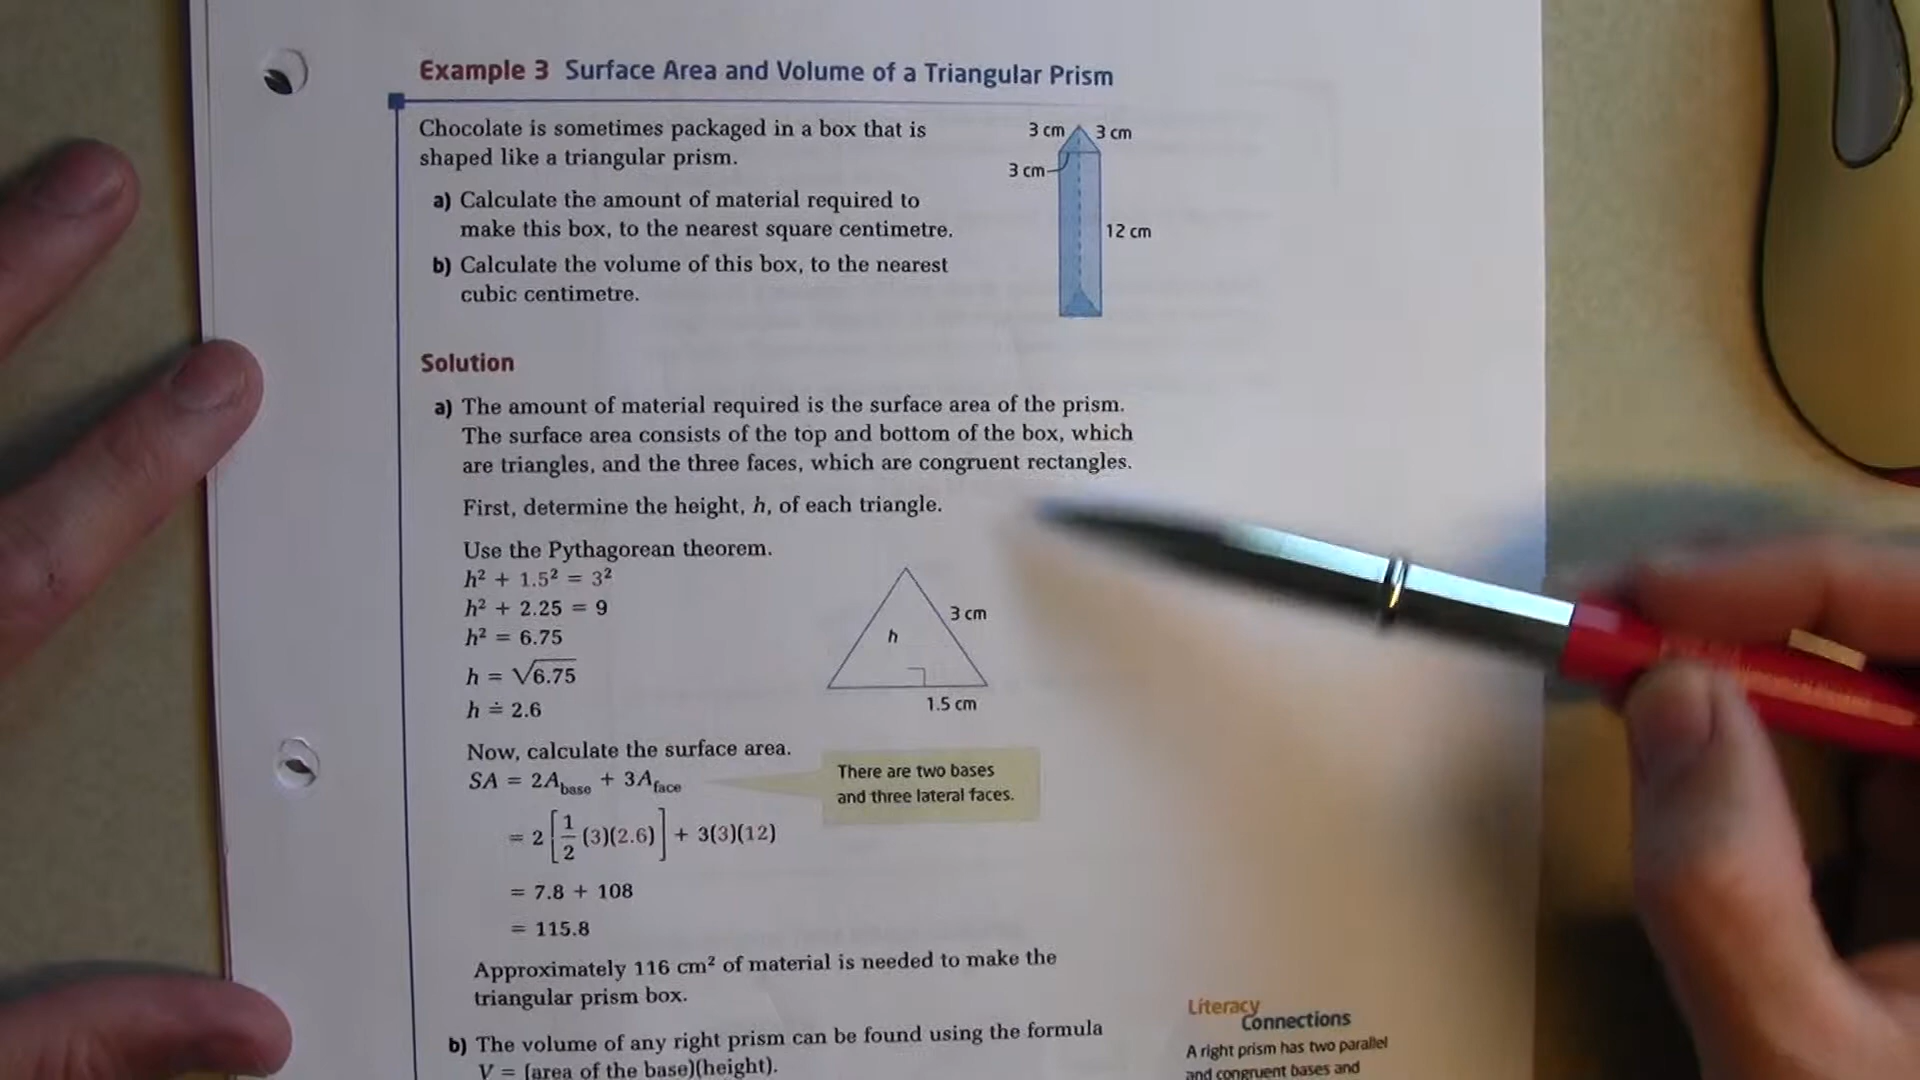 Example 3 Surface Area and Volume of a Triangular Prism
Chocolate is sometimes packaged in a box that is
shaped like a triangular prism.
a) Calculate the amount of material required to
make this box, to the nearest square centimetre.
b) Calculate the volume of this box, to the nearest
cubic centimetre.
3 cm
3 cm
3 cm
12 cm
Solution
a) The amount of material required is the surface area of the prism.
The surface area consists of the top and bottom of the box, which
are triangles, and the three faces, which are congruent rectangles.
First, determine the height, h, of each triangle.
Use the Pythagorean theorem.
h² + 1.5² = 3²
h² + 2.25 = 9
h² = 6.75
h = √6.75
h ≐ 2.6
h
3 cm
1.5 cm
Now, calculate the surface area.
SA = 2A_base + 3A_face
There are two bases
and three lateral faces.
= 2[1/2 (3)(2.6)] + 3(3)(12)
= 7.8 + 108
= 115.8
Approximately 116 cm² of material is needed to make the
triangular prism box.
b) The volume of any right prism can be found using the formula
V = (area of the base)(height).
Literacy
Connections
A right prism has two parallel
and congruent bases and